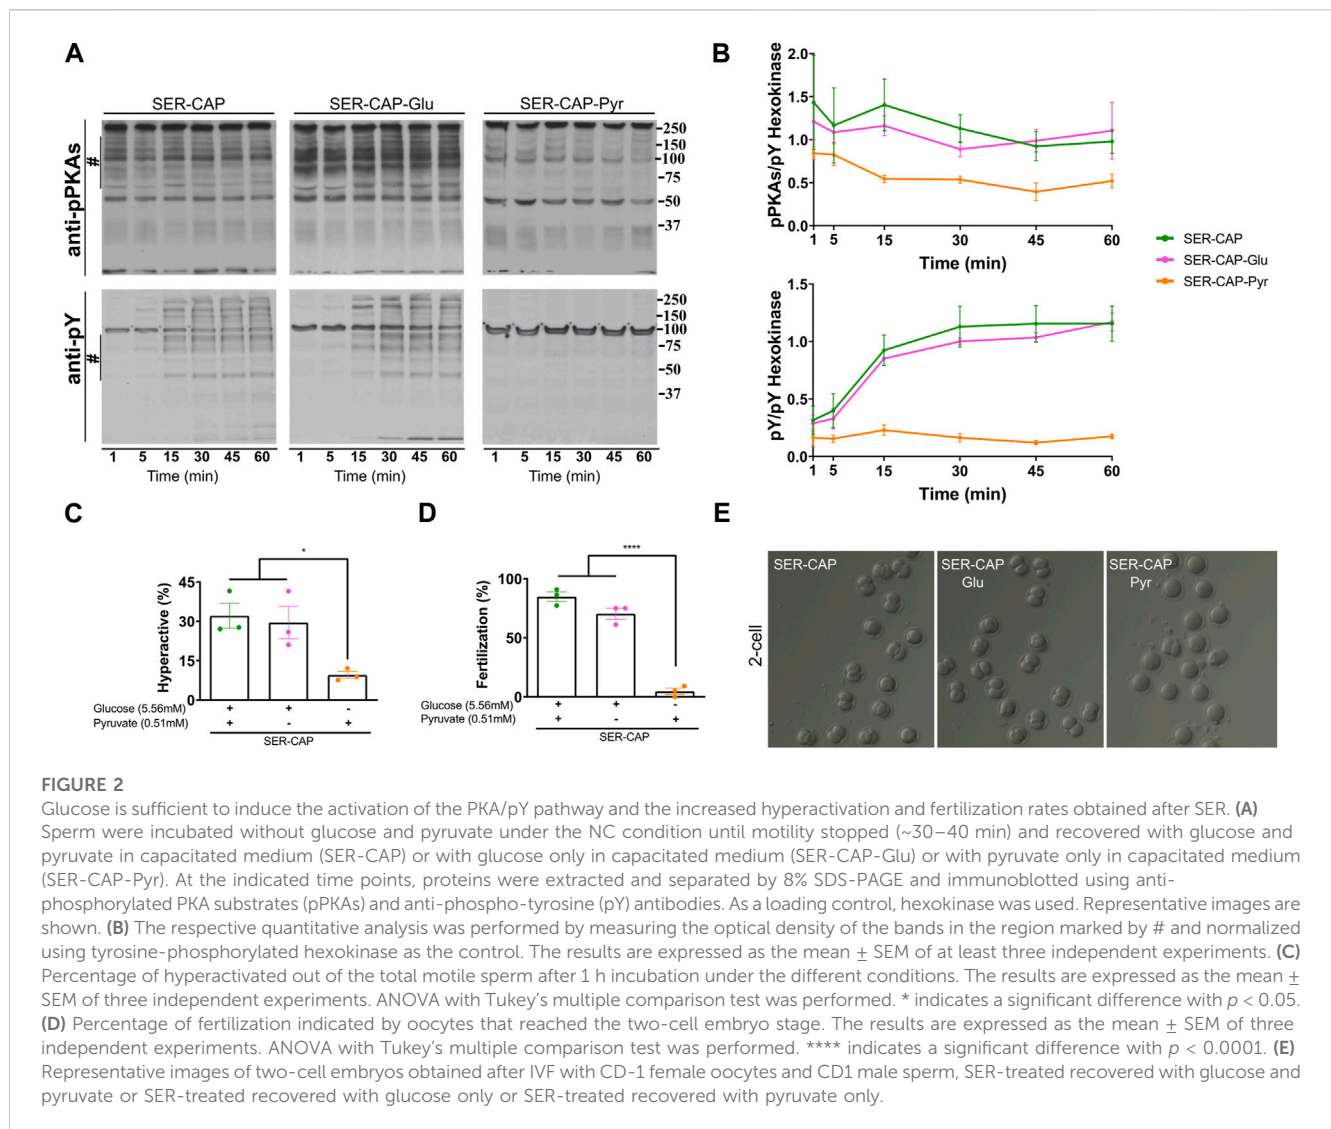 A
SER-CAP
SER-CAP-Glu
SER-CAP-Pyr
anti-pPKAs
#
-250
-150
-100
-75
-50
-37
anti-pY
#
-250
-150
-100
-75
-50
-37
1 5 15 30 45 60
1 5 15 30 45 60
1 5 15 30 45 60
Time (min)
Time (min)
Time (min)
B
pPKAs/pY Hexokinase
2.0
1.5
1.0
0.5
0.0
1 5 15 30 45 60
Time (min)
pY/pY Hexokinase
1.5
1.0
0.5
0.0
1 5 15 30 45 60
Time (min)
SER-CAP
SER-CAP-Glu
SER-CAP-Pyr
C
*
Hyperactive (%)
45
30
15
0
Glucose (5.56mM) + + -
Pyruvate (0.51mM) + - +
SER-CAP
D
****
Fertilization (%)
100
50
0
Glucose (5.56mM) + + -
Pyruvate (0.51mM) + - +
SER-CAP
E
2-cell
SER-CAP
SER-CAP
Glu
SER-CAP
Pyr
FIGURE 2
Glucose is sufficient to induce the activation of the PKA/pY pathway and the increased hyperactivation and fertilization rates obtained after SER. (A)
Sperm were incubated without glucose and pyruvate under the NC condition until motility stopped (~30–40 min) and recovered with glucose and
pyruvate in capacitated medium (SER-CAP) or with glucose only in capacitated medium (SER-CAP-Glu) or with pyruvate only in capacitated medium
(SER-CAP-Pyr). At the indicated time points, proteins were extracted and separated by 8% SDS-PAGE and immunoblotted using anti-
phosphorylated PKA substrates (pPKAs) and anti-phospho-tyrosine (pY) antibodies. As a loading control, hexokinase was used. Representative images are
shown. (B) The respective quantitative analysis was performed by measuring the optical density of the bands in the region marked by # and normalized
using tyrosine-phosphorylated hexokinase as the control. The results are expressed as the mean ± SEM of at least three independent experiments. (C)
Percentage of hyperactivated out of the total motile sperm after 1 h incubation under the different conditions. The results are expressed as the mean ±
SEM of three independent experiments. ANOVA with Tukey's multiple comparison test was performed. * indicates a significant difference with p < 0.05.
(D) Percentage of fertilization indicated by oocytes that reached the two-cell embryo stage. The results are expressed as the mean ± SEM of three
independent experiments. ANOVA with Tukey's multiple comparison test was performed. **** indicates a significant difference with p < 0.0001. (E)
Representative images of two-cell embryos obtained after IVF with CD-1 female oocytes and CD1 male sperm, SER-treated recovered with glucose and
pyruvate or SER-treated recovered with glucose only or SER-treated recovered with pyruvate only.